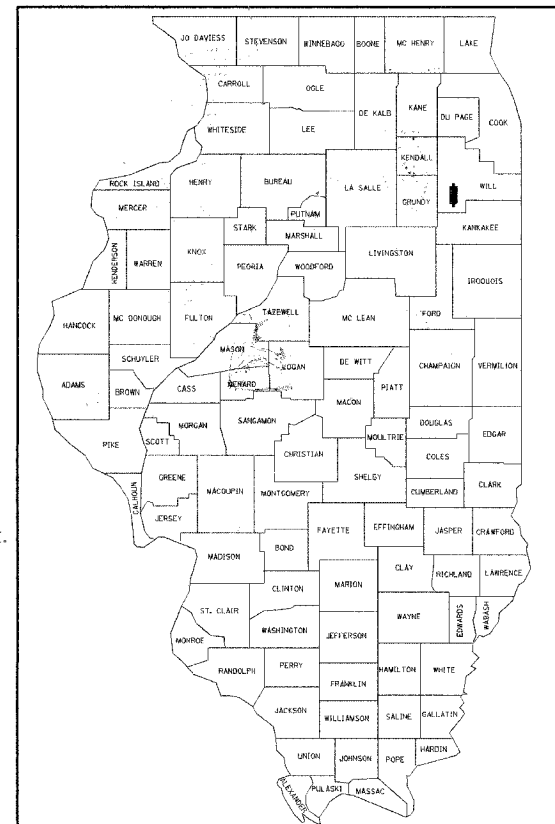 JO DAVIESS STEVENSON WINNEBAGO BOONE MC HENRY LAKE
CARROLL OGLE
KANE
DU PAGE COOK
DE KALB
WHITESIDE LEE
KENDALL
ROCK ISLAND HENRY BUREAU LA SALLE GRUNDY WILL
MERCER PUTNAM
KANKAKEE
STARK MARSHALL
HENDERSON WARREN KNOX LIVINGSTON
PEORIA WOODFORD IROQUOIS
HANCOCK MC DONOUGH FULTON TAZEWELL MC LEAN FORD
MASON
SCHUYLER DE WITT
ADAMS LOGAN CHAMPAIGN VERMILION
BROWN CASS MENARD PIATT
MACON
MORGAN SANGAMON DOUGLAS
PIKE SCOTT MOULTRIE EDGAR
CHRISTIAN COLES
CALHOUN GREENE SHELBY
MACOUPIN MONTGOMERY CUMBERLAND CLARK
JERSEY
FAYETTE EFFINGHAM JASPER CRAWFORD
MADISON BOND
CLAY
MARION RICHLAND LAWRENCE
CLINTON
ST. CLAIR WAYNE EDWARDS WABASH
WASHINGTON JEFFERSON
MONROE
RANDOLPH PERRY HAMILTON WHITE
FRANKLIN
JACKSON WILLIAMSON SALINE GALLATIN
UNION JOHNSON POPE HARDIN
ALEXANDER PULASKI MASSAC